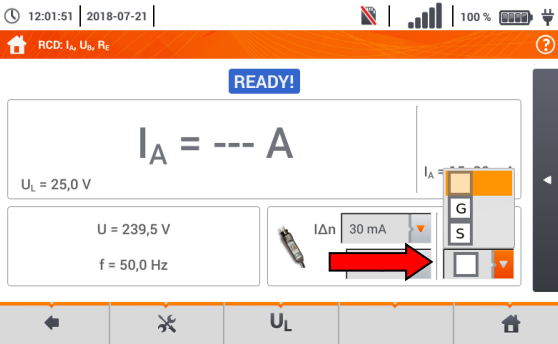 12:01:51 2018-07-21 100 %
RCD: IA, UB, RE
READY!
IA = --- A
IA =
UL = 25,0 V
G
S
U = 239,5 V
f = 50,0 Hz
IΔn 30 mA
UL